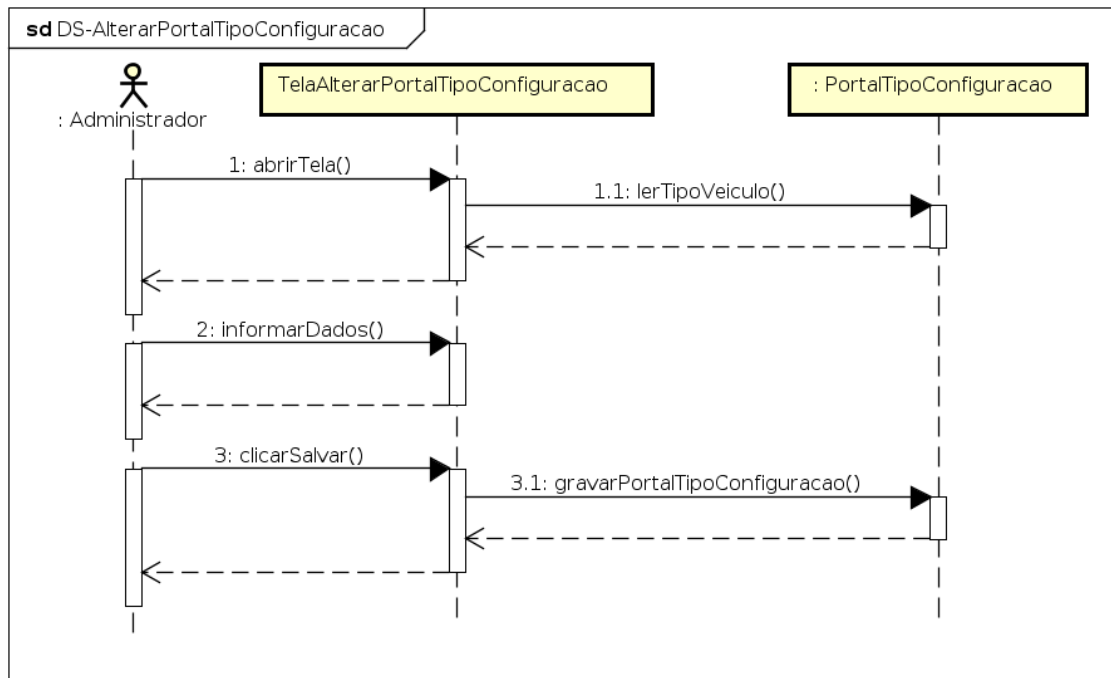 sd DS-AlterarPortalTipoConfiguracao
TelaAlterarPortalTipoConfiguracao
: PortalTipoConfiguracao
: Administrador
1: abrirTela()
1.1: lerTipoVeiculo()
2: informarDados()
3: clicarSalvar()
3.1: gravarPortalTipoConfiguracao()